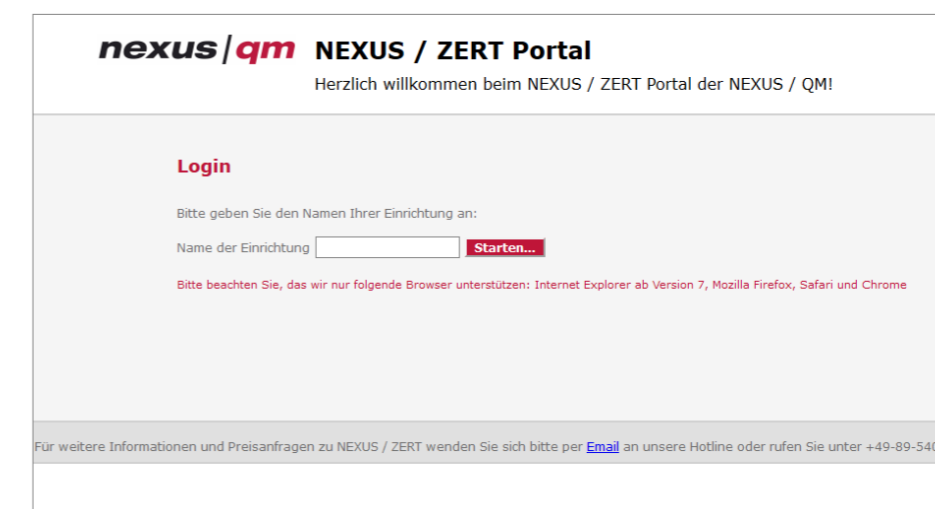 nexus|qm NEXUS / ZERT Portal
Herzlich willkommen beim NEXUS / ZERT Portal der NEXUS / QM!
Login
Bitte geben Sie den Namen Ihrer Einrichtung an:
Name der Einrichtung Starten...
Bitte beachten Sie, das wir nur folgende Browser unterstützen: Internet Explorer ab Version 7, Mozilla Firefox, Safari und Chrome
Für weitere Informationen und Preisanfragen zu NEXUS / ZERT wenden Sie sich bitte per Email an unsere Hotline oder rufen Sie unter +49-89-540